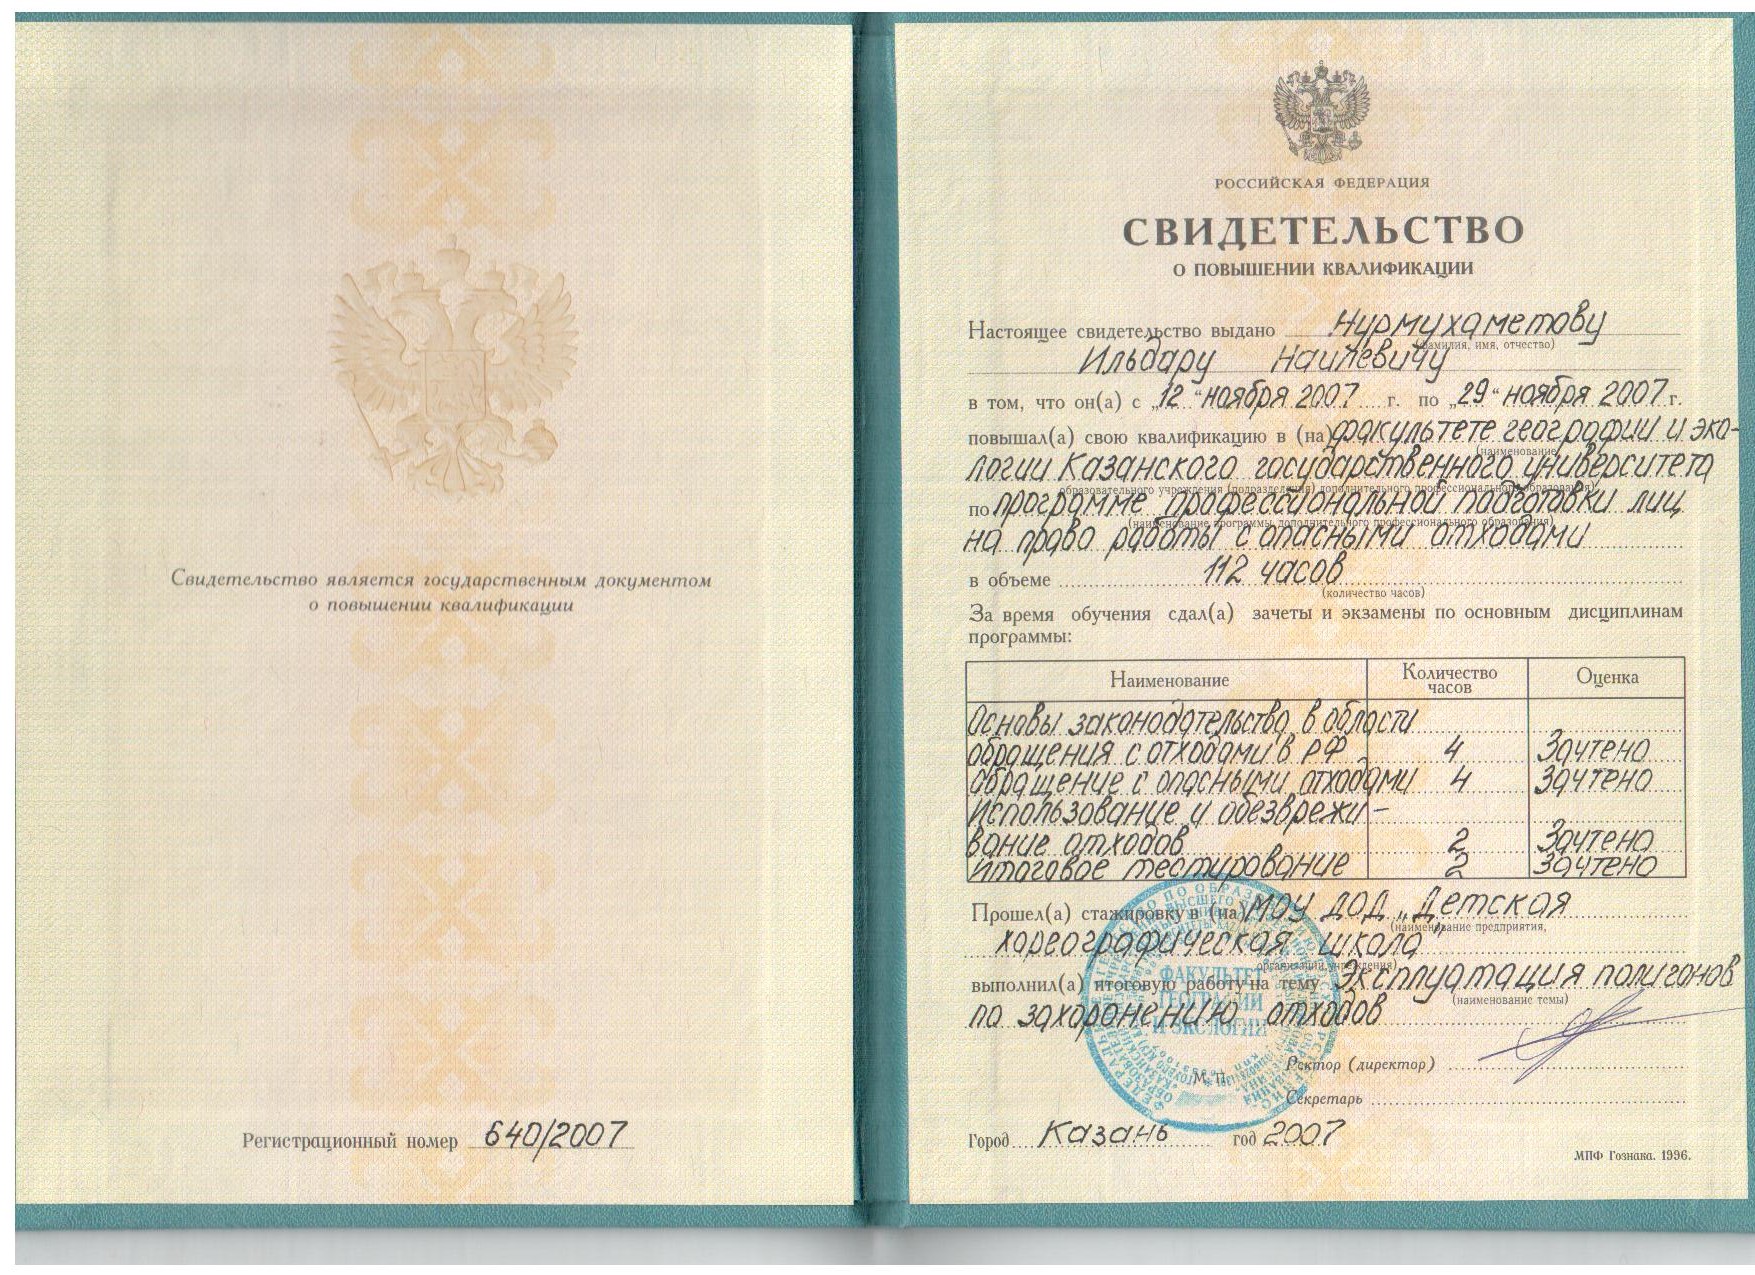 Свидетельство является государственным документом
о повышении квалификации
Регистрационный номер 640/2007
РОССИЙСКАЯ ФЕДЕРАЦИЯ
СВИДЕТЕЛЬСТВО
О ПОВЫШЕНИИ КВАЛИФИКАЦИИ
Настоящее свидетельство выдано Нурмухаметову
(фамилия, имя, отчество)
Ильдару Наилевичу
в том, что он(а) с „12“ ноября 2007 г. по „29“ ноября 2007 г.
повышал(а) свою квалификацию в (на) факультете географии и эко-
(наименование
логии Казанского государственного университета
образовательного учреждения (подразделения) дополнительного профессионального образования)
по программе профессиональной подготовки лиц
(наименование программы дополнительного профессионального образования)
на право работы с опасными отходами
в объеме 112 часов
(количество часов)
За время обучения сдал(а) зачеты и экзамены по основным дисциплинам
программы:
Наименование Количество часов Оценка
Основы законодательство в области
обращения с отходами в РФ 4 Зачтено
обращение с опасными отходами 4 Зачтено
Использование и обезврежи-
вание отходов 2 Зачтено
итоговое тестирование 2 Зачтено
Прошел(а) стажировку в (на) МОУ ДОД „Детская
(наименование предприятия,
хореографическая школа"
организации, учреждения)
выполнил(а) итоговую работу на тему Эксплуатация полигонов
(наименование темы)
по захоронению отходов
ФАКУЛЬТЕТ
ГЕОГРАФИИ
И ЭКОЛОГИИ
Ректор (директор)
М. П.
Секретарь
Город Казань год 2007
МПФ Гознака. 1996.